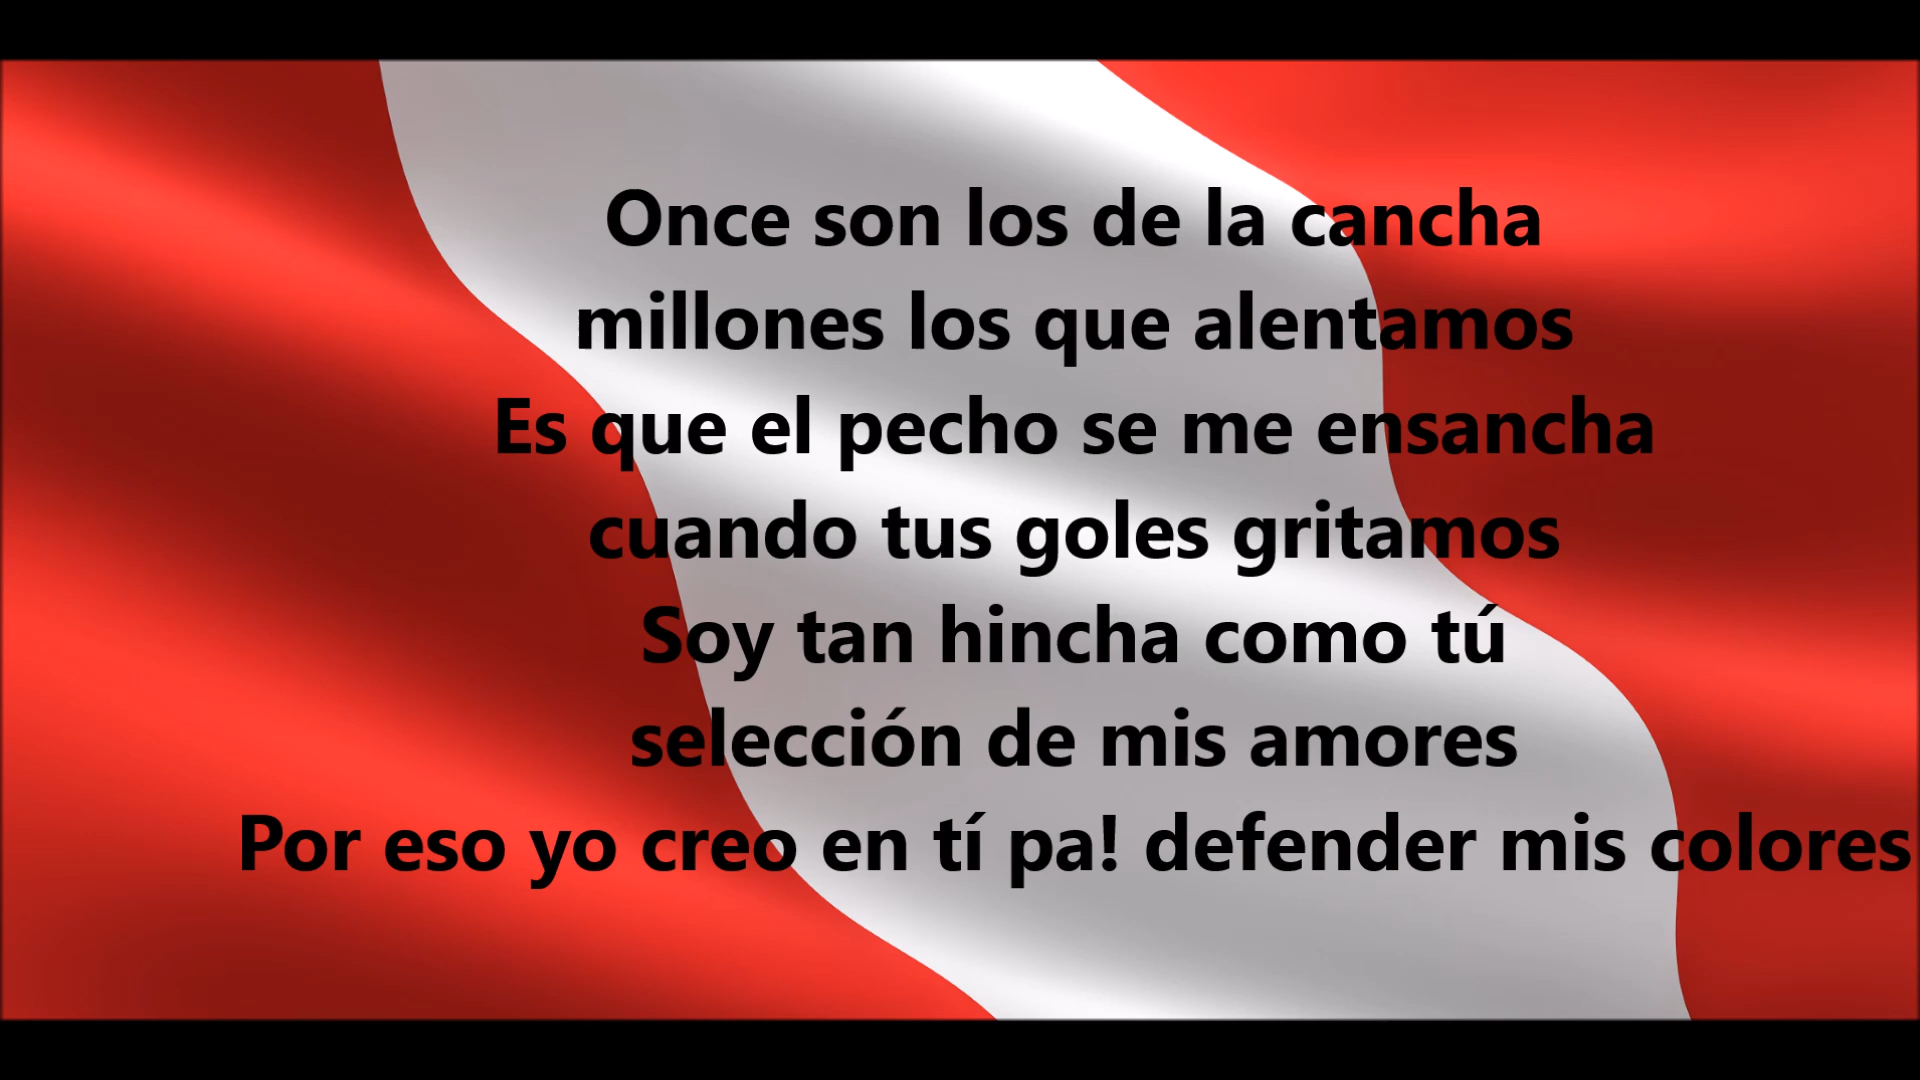 Once son los de la cancha
millones los que alentamos
Es que el pecho se me ensancha
cuando tus goles gritamos
Soy tan hincha como tú
selección de mis amores
Por eso yo creo en tí pa! defender mis colores